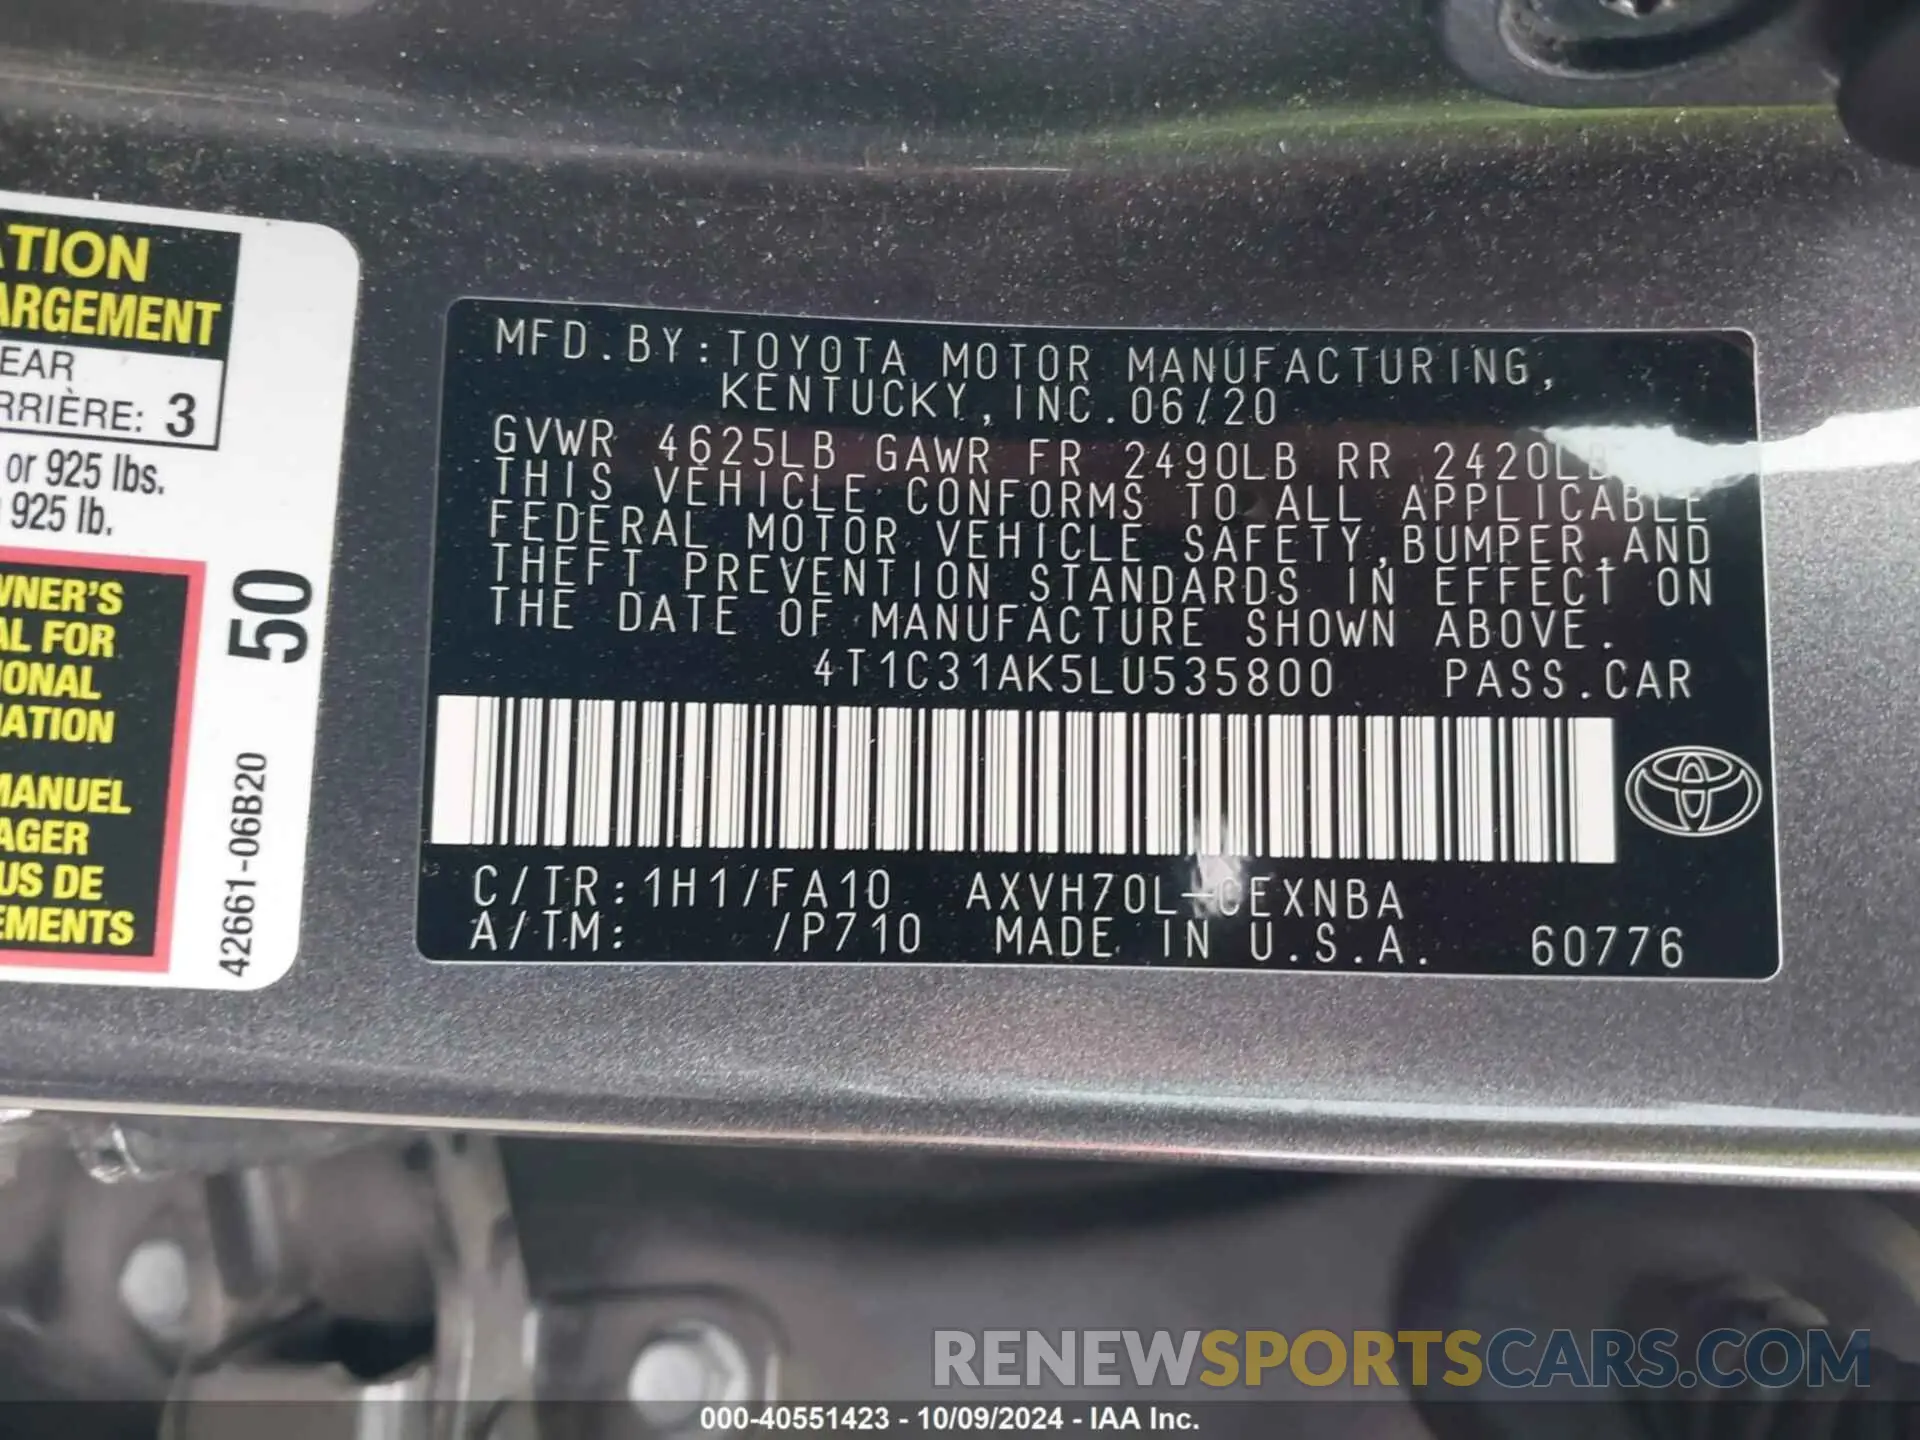 ATION
ARGEMENT
EAR
RRIÈRE: 3
or 925 lbs.
925 lb.
WNER'S
AL FOR
IONAL
MATION
MANUEL
AGER
US DE
EMENTS
50
42661-06B20
MFD.BY:TOYOTA MOTOR MANUFACTURING,
KENTUCKY,INC.06/20
GVWR 4625LB GAWR FR 2490LB RR 2420LB
THIS VEHICLE CONFORMS TO ALL APPLICABLE
FEDERAL MOTOR VEHICLE SAFETY,BUMPER,AND
THEFT PREVENTION STANDARDS IN EFFECT ON
THE DATE OF MANUFACTURE SHOWN ABOVE.
4T1C31AK5LU535800 PASS.CAR
C/TR:1H1/FA10 AXVH70L-CEXNBA
A/TM: /P710 MADE IN U.S.A. 60776
RENEWSPORTSCARS.COM
000-40551423 - 10/09/2024 - IAA Inc.